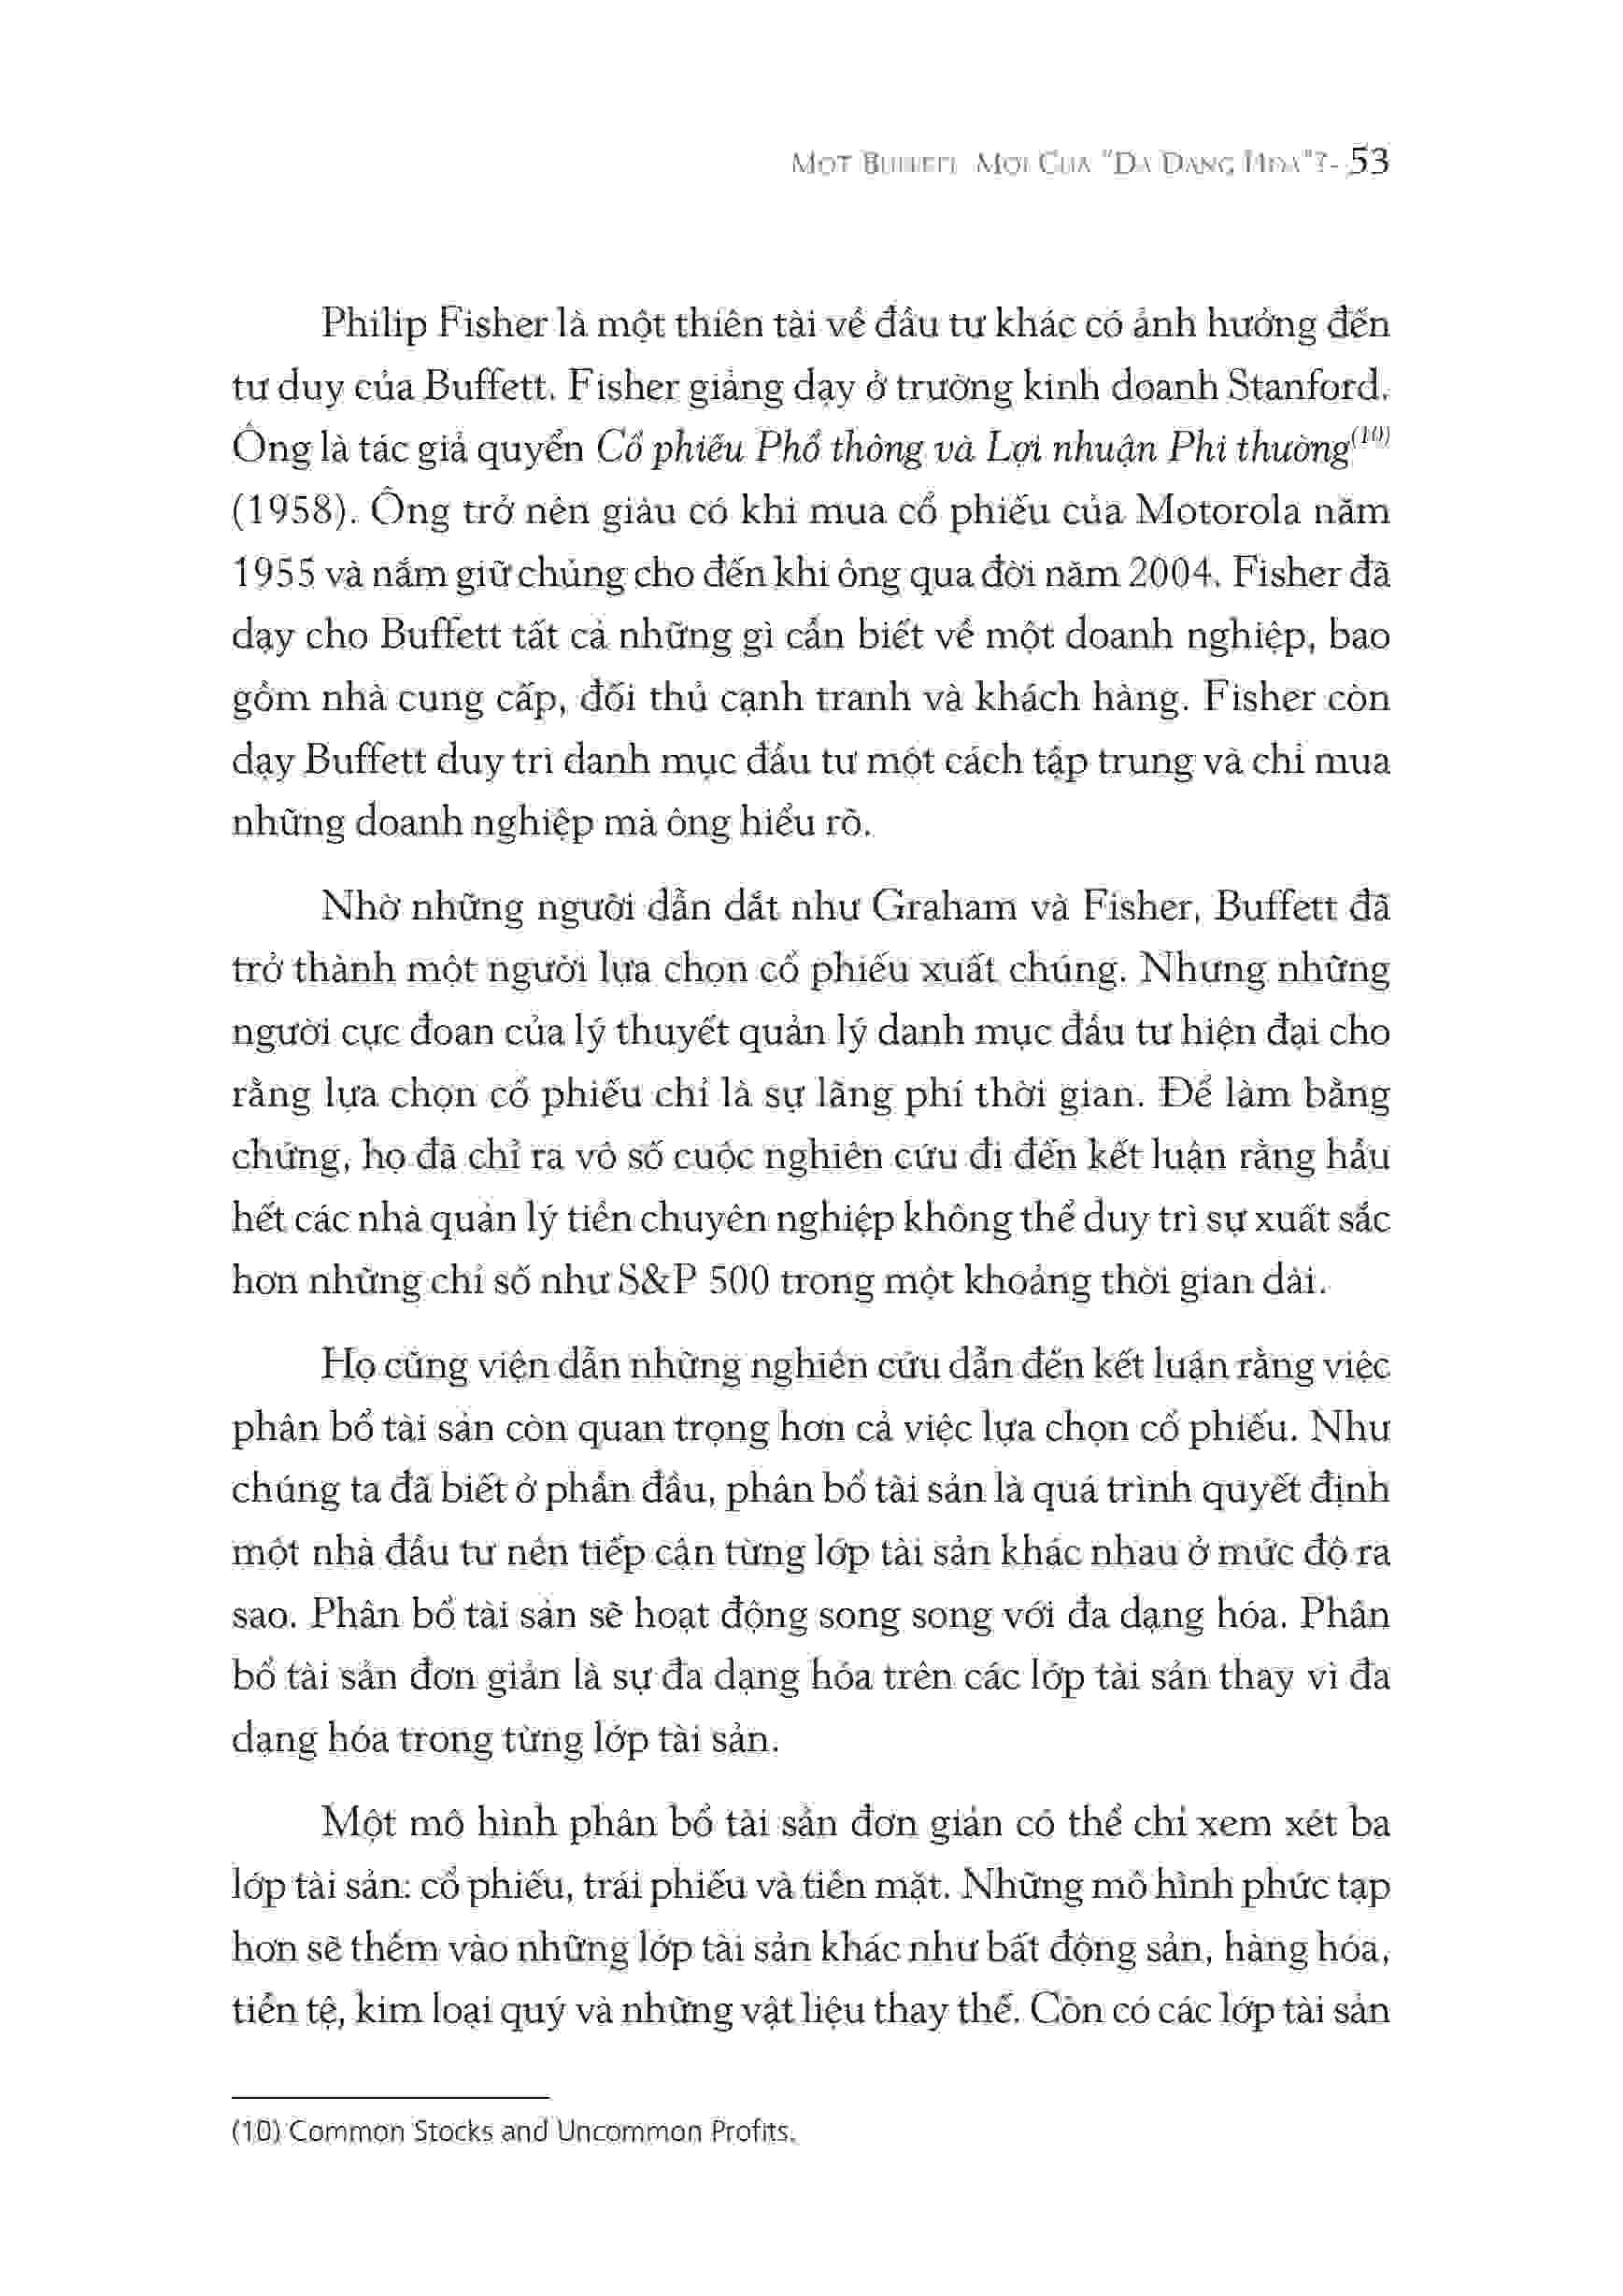 MỘT BUFFETT MỚI CỦA "ĐA DẠNG HÓA"?- 53
Philip Fisher là một thiên tài về đầu tư khác có ảnh hưởng đến
tư duy của Buffett. Fisher giảng dạy ở trường kinh doanh Stanford.
Ông là tác giả quyển Cổ phiếu Phổ thông và Lợi nhuận Phi thường(10)
(1958). Ông trở nên giàu có khi mua cổ phiếu của Motorola năm
1955 và nắm giữ chúng cho đến khi ông qua đời năm 2004. Fisher đã
dạy cho Buffett tất cả những gì cần biết về một doanh nghiệp, bao
gồm nhà cung cấp, đối thủ cạnh tranh và khách hàng. Fisher còn
dạy Buffett duy trì danh mục đầu tư một cách tập trung và chỉ mua
những doanh nghiệp mà ông hiểu rõ.
Nhờ những người dẫn dắt như Graham và Fisher, Buffett đã
trở thành một người lựa chọn cổ phiếu xuất chúng. Nhưng những
người cực đoan của lý thuyết quản lý danh mục đầu tư hiện đại cho
rằng lựa chọn cổ phiếu chỉ là sự lãng phí thời gian. Để làm bằng
chứng, họ đã chỉ ra vô số cuộc nghiên cứu đi đến kết luận rằng hầu
hết các nhà quản lý tiền chuyên nghiệp không thể duy trì sự xuất sắc
hơn những chỉ số như S&P 500 trong một khoảng thời gian dài.
Họ cũng viện dẫn những nghiên cứu dẫn đến kết luận rằng việc
phân bổ tài sản còn quan trọng hơn cả việc lựa chọn cổ phiếu. Như
chúng ta đã biết ở phần đầu, phân bổ tài sản là quá trình quyết định
một nhà đầu tư nên tiếp cận từng lớp tài sản khác nhau ở mức độ ra
sao. Phân bổ tài sản sẽ hoạt động song song với đa dạng hóa. Phân
bổ tài sản đơn giản là sự đa dạng hóa trên các lớp tài sản thay vì đa
dạng hóa trong từng lớp tài sản.
Một mô hình phân bổ tài sản đơn giản có thể chỉ xem xét ba
lớp tài sản: cổ phiếu, trái phiếu và tiền mặt. Những mô hình phức tạp
hơn sẽ thêm vào những lớp tài sản khác như bất động sản, hàng hóa,
tiền tệ, kim loại quý và những vật liệu thay thế. Còn có các lớp tài sản
(10) Common Stocks and Uncommon Profits.